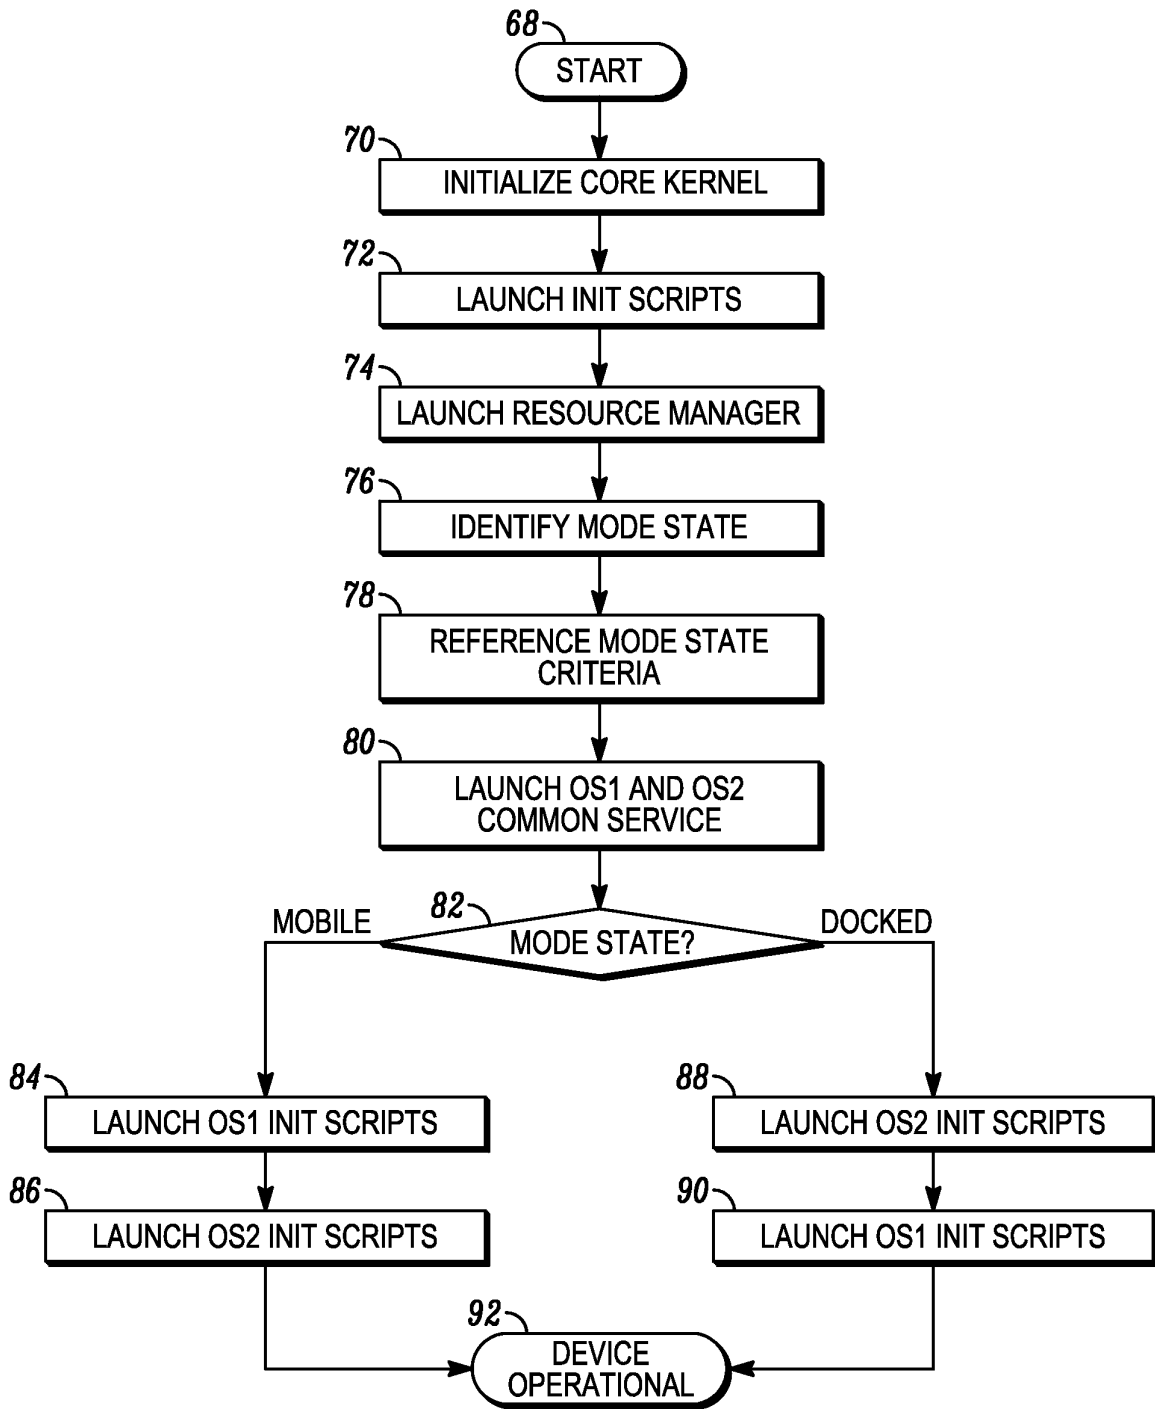 68
START
70
INITIALIZE CORE KERNEL
72
LAUNCH INIT SCRIPTS
74
LAUNCH RESOURCE MANAGER
76
IDENTIFY MODE STATE
78
REFERENCE MODE STATE
CRITERIA
80
LAUNCH OS1 AND OS2
COMMON SERVICE
82
MOBILE
MODE STATE?
DOCKED
84
LAUNCH OS1 INIT SCRIPTS
88
LAUNCH OS2 INIT SCRIPTS
86
LAUNCH OS2 INIT SCRIPTS
90
LAUNCH OS1 INIT SCRIPTS
92
DEVICE
OPERATIONAL